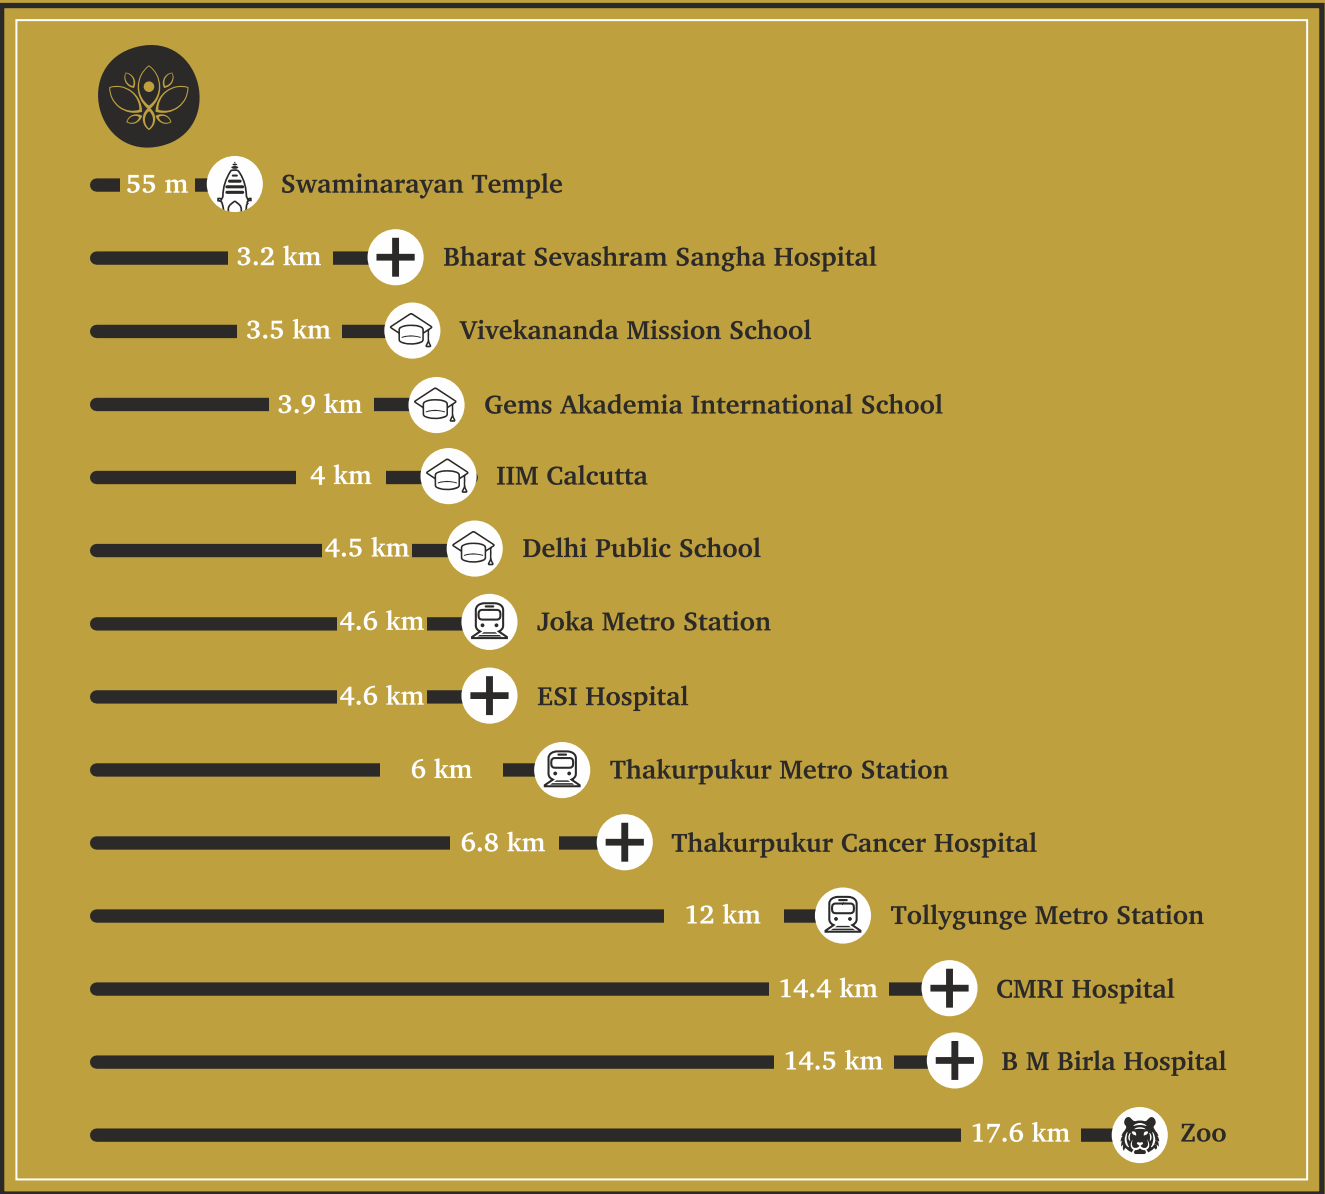 55 m Swaminarayan Temple
3.2 km Bharat Sevashram Sangha Hospital
3.5 km Vivekananda Mission School
3.9 km Gems Akademia International School
4 km IIM Calcutta
4.5 km Delhi Public School
4.6 km Joka Metro Station
4.6 km ESI Hospital
6 km Thakurpukur Metro Station
6.8 km Thakurpukur Cancer Hospital
12 km Tollygunge Metro Station
14.4 km CMRI Hospital
14.5 km B M Birla Hospital
17.6 km Zoo